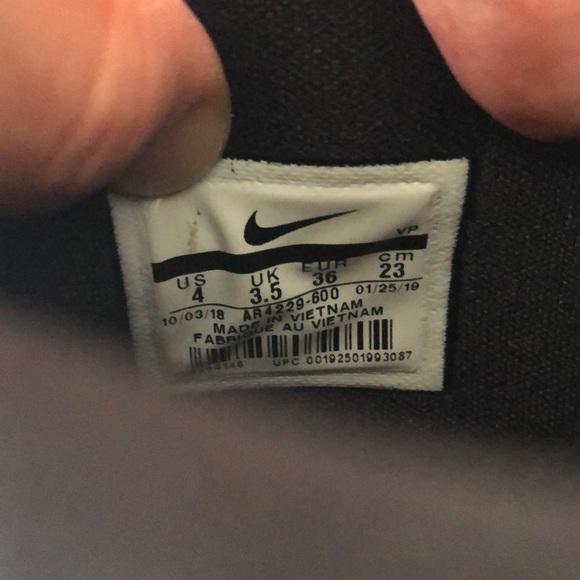 VP
US UK EUR cm
4 3.5 36 23
10/03/18 AR4229-600 01/25/19
MADE IN VIETNAM
FABRIQUE AU VIETNAM
UPC 00192501993087